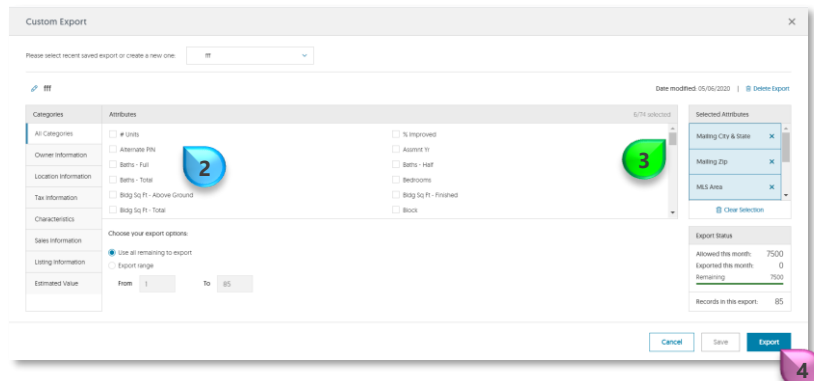 Custom Export
Please select recent saved export or create a new one: fff
fff
Date modified: 05/06/2020 | Delete Export
Categories
Attributes
6/74 selected
Selected Attributes
All Categories
Owner Information
Location Information
Tax Information
Characteristics
Sales Information
Listing Information
Estimated Value
# Units
% Improved
Alternate PIN
Assmnt Yr
Baths - Full
Baths - Half
Baths - Total
Bedrooms
Bldg Sq Ft - Above Ground
Bldg Sq Ft - Finished
Bldg Sq Ft - Total
Block
2
3
Mailing City & State
Mailing Zip
MLS Area
Clear Selection
Choose your export options:
Use all remaining to export
Export range
From 1 To 85
Export Status
Allowed this month: 7500
Exported this month: 0
Remaining 7500
Records in this export: 85
Cancel
Save
Export
4